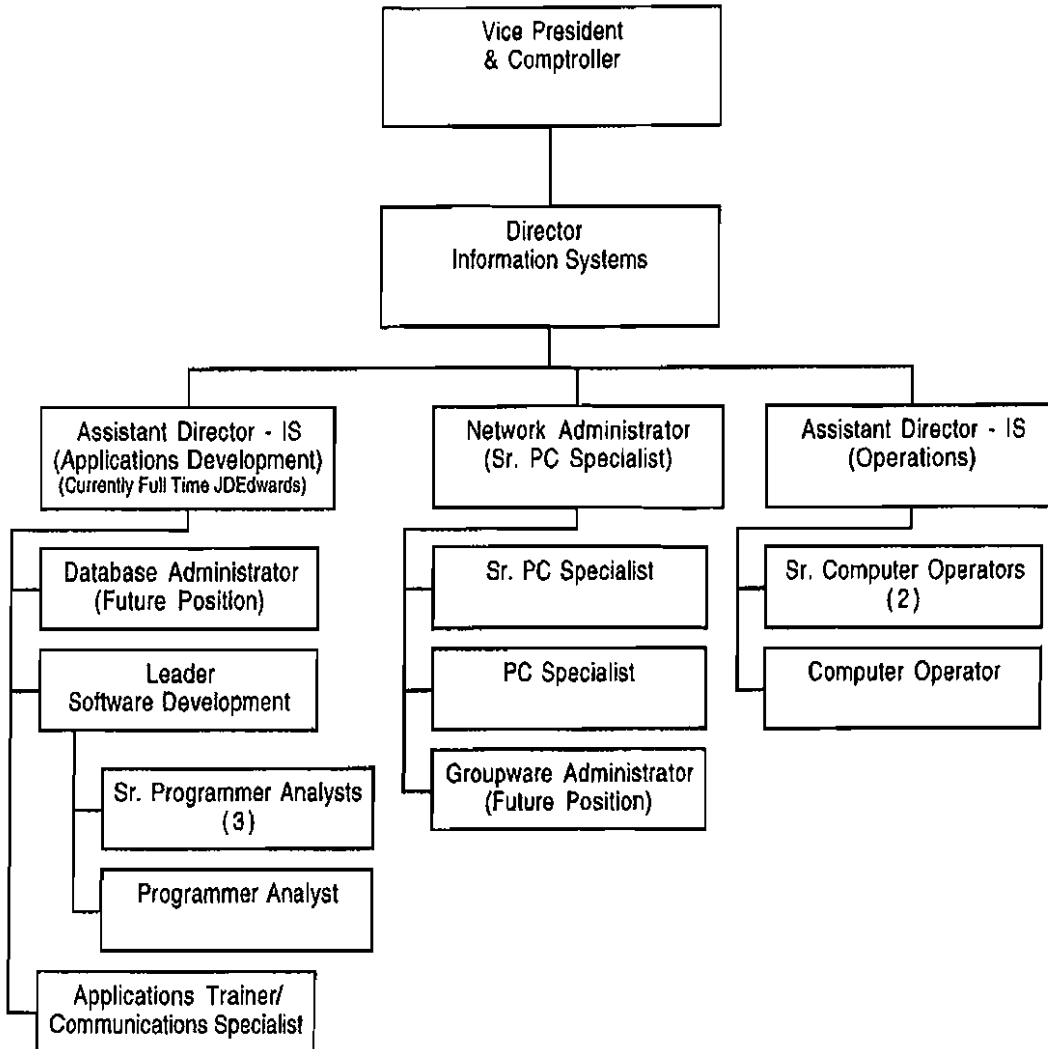 Vice President
& Comptroller
Director
Information Systems
Assistant Director - IS
(Applications Development)
(Currently Full Time JDEdwards)
Network Administrator
(Sr. PC Specialist)
Assistant Director - IS
(Operations)
Database Administrator
(Future Position)
Leader
Software Development
Sr. Programmer Analysts
(3)
Programmer Analyst
Applications Trainer/
Communications Specialist
Sr. PC Specialist
PC Specialist
Groupware Administrator
(Future Position)
Sr. Computer Operators
(2)
Computer Operator